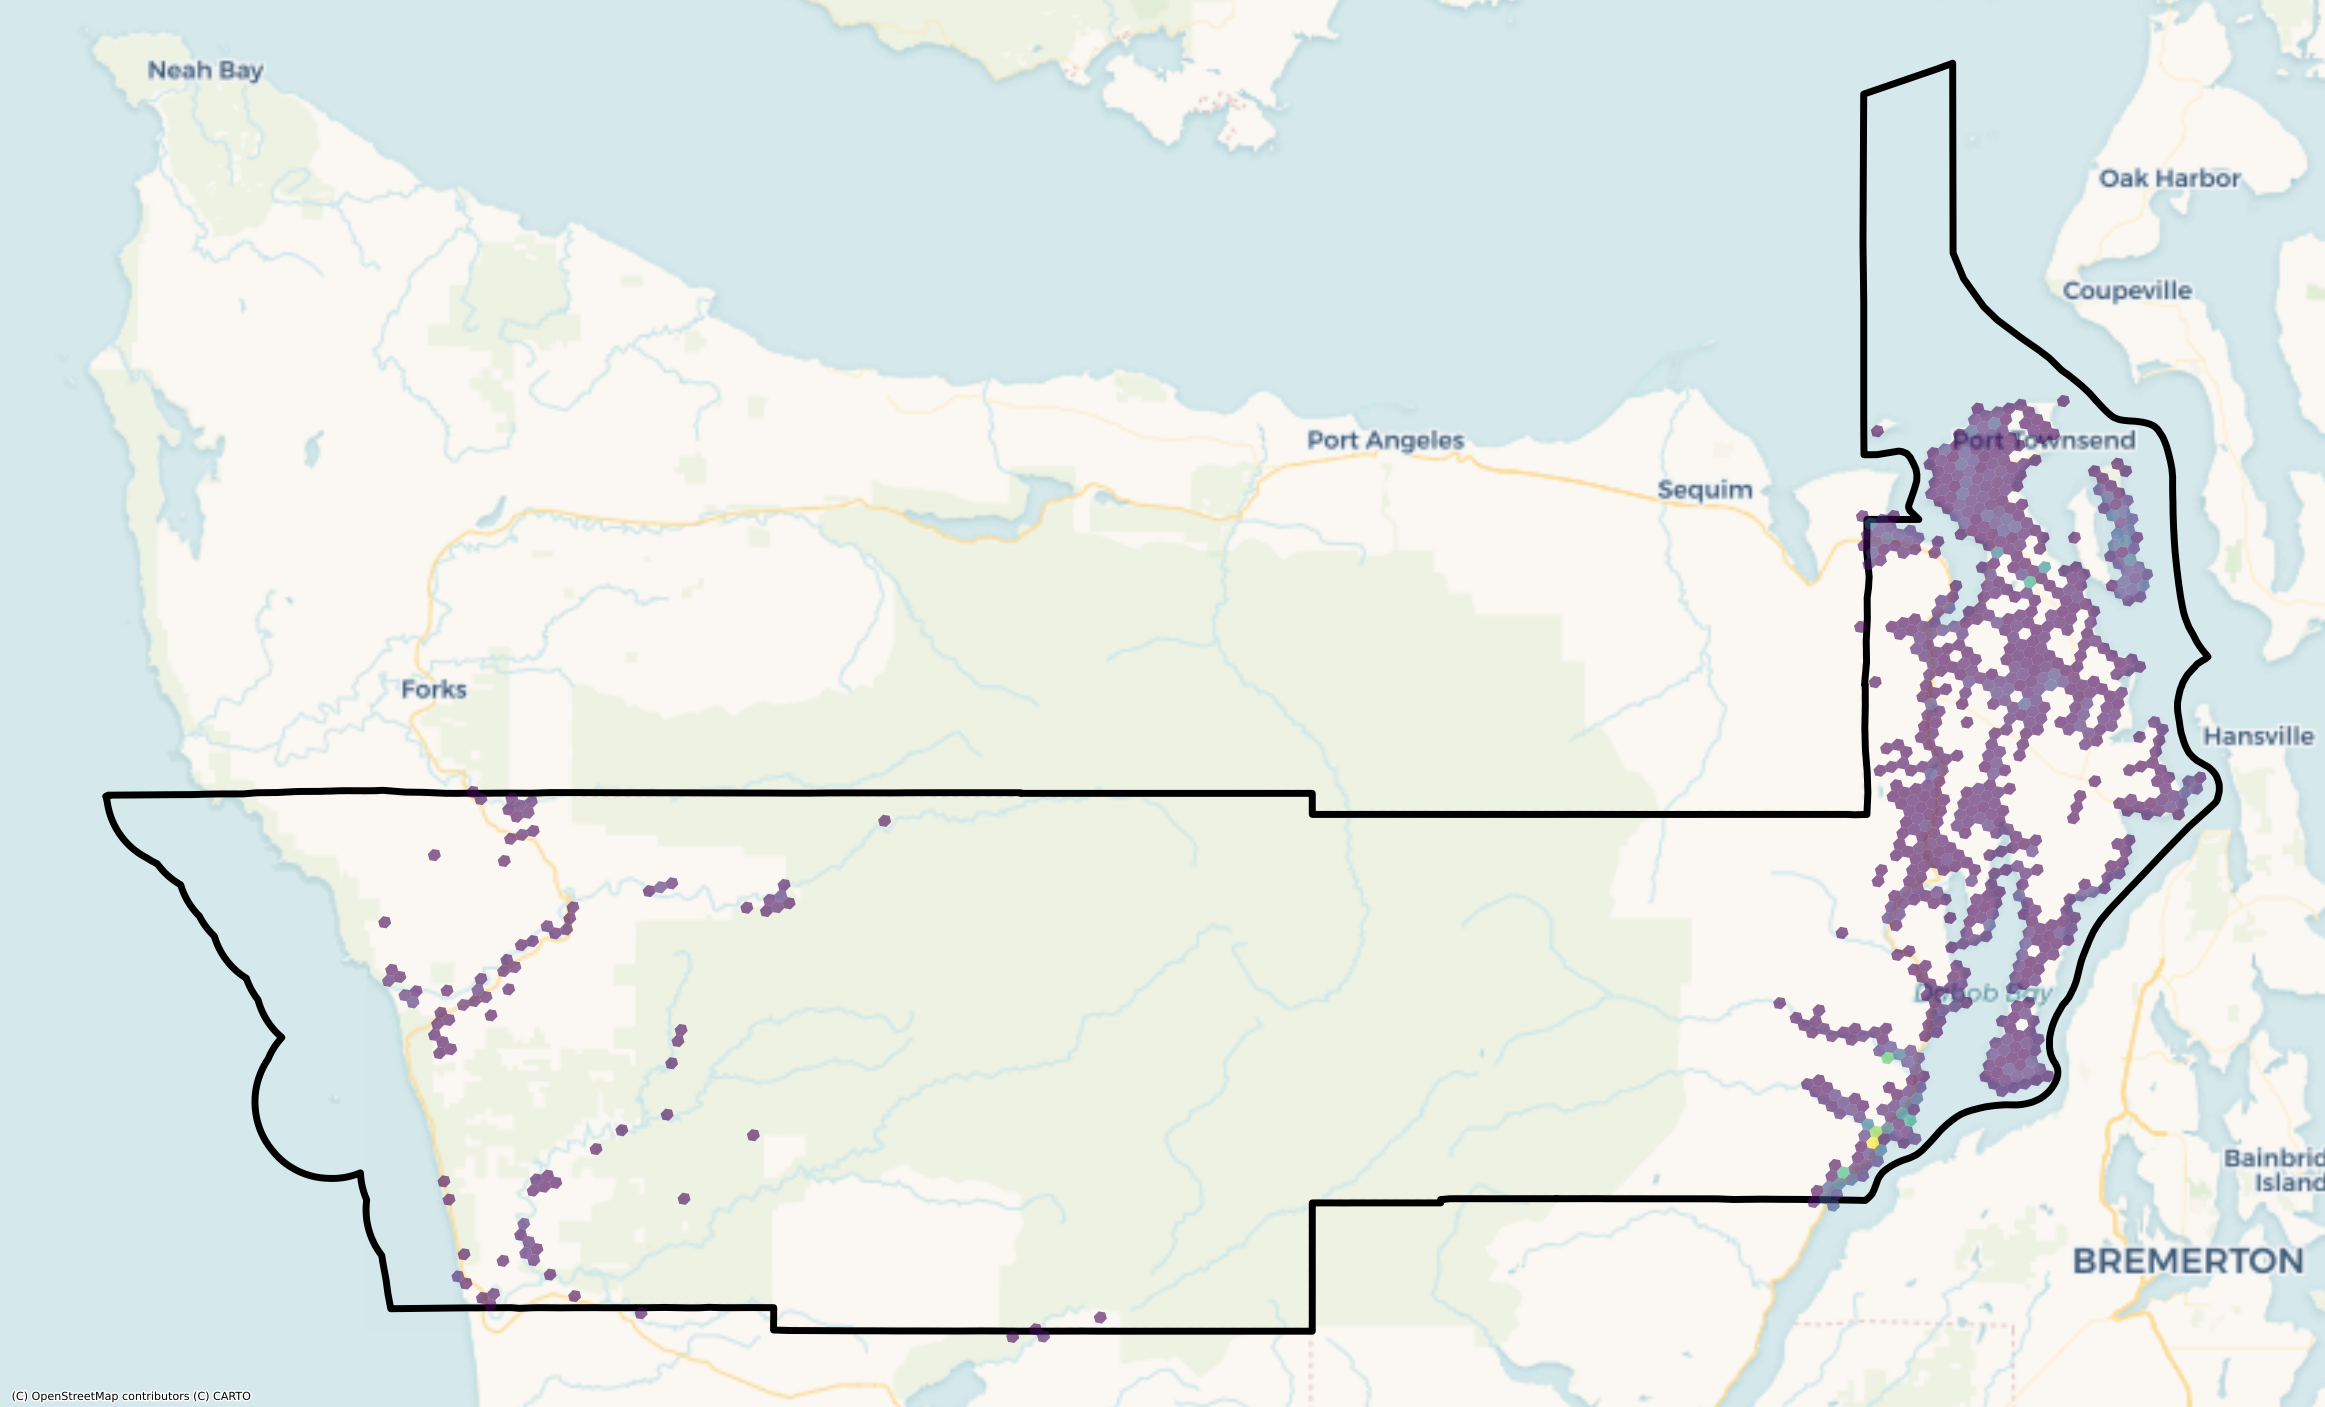 Neah Bay
Oak Harbor
Coupeville
Port Angeles
Port Townsend
Sequim
Forks
Hansville
Dabob Bay
Bainbrid
Island
BREMERTON
(C) OpenStreetMap contributors (C) CARTO